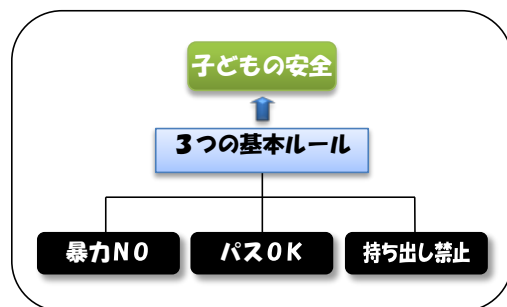 子どもの安全
３つの基本ルール
暴力ＮＯ
パスＯＫ
持ち出し禁止